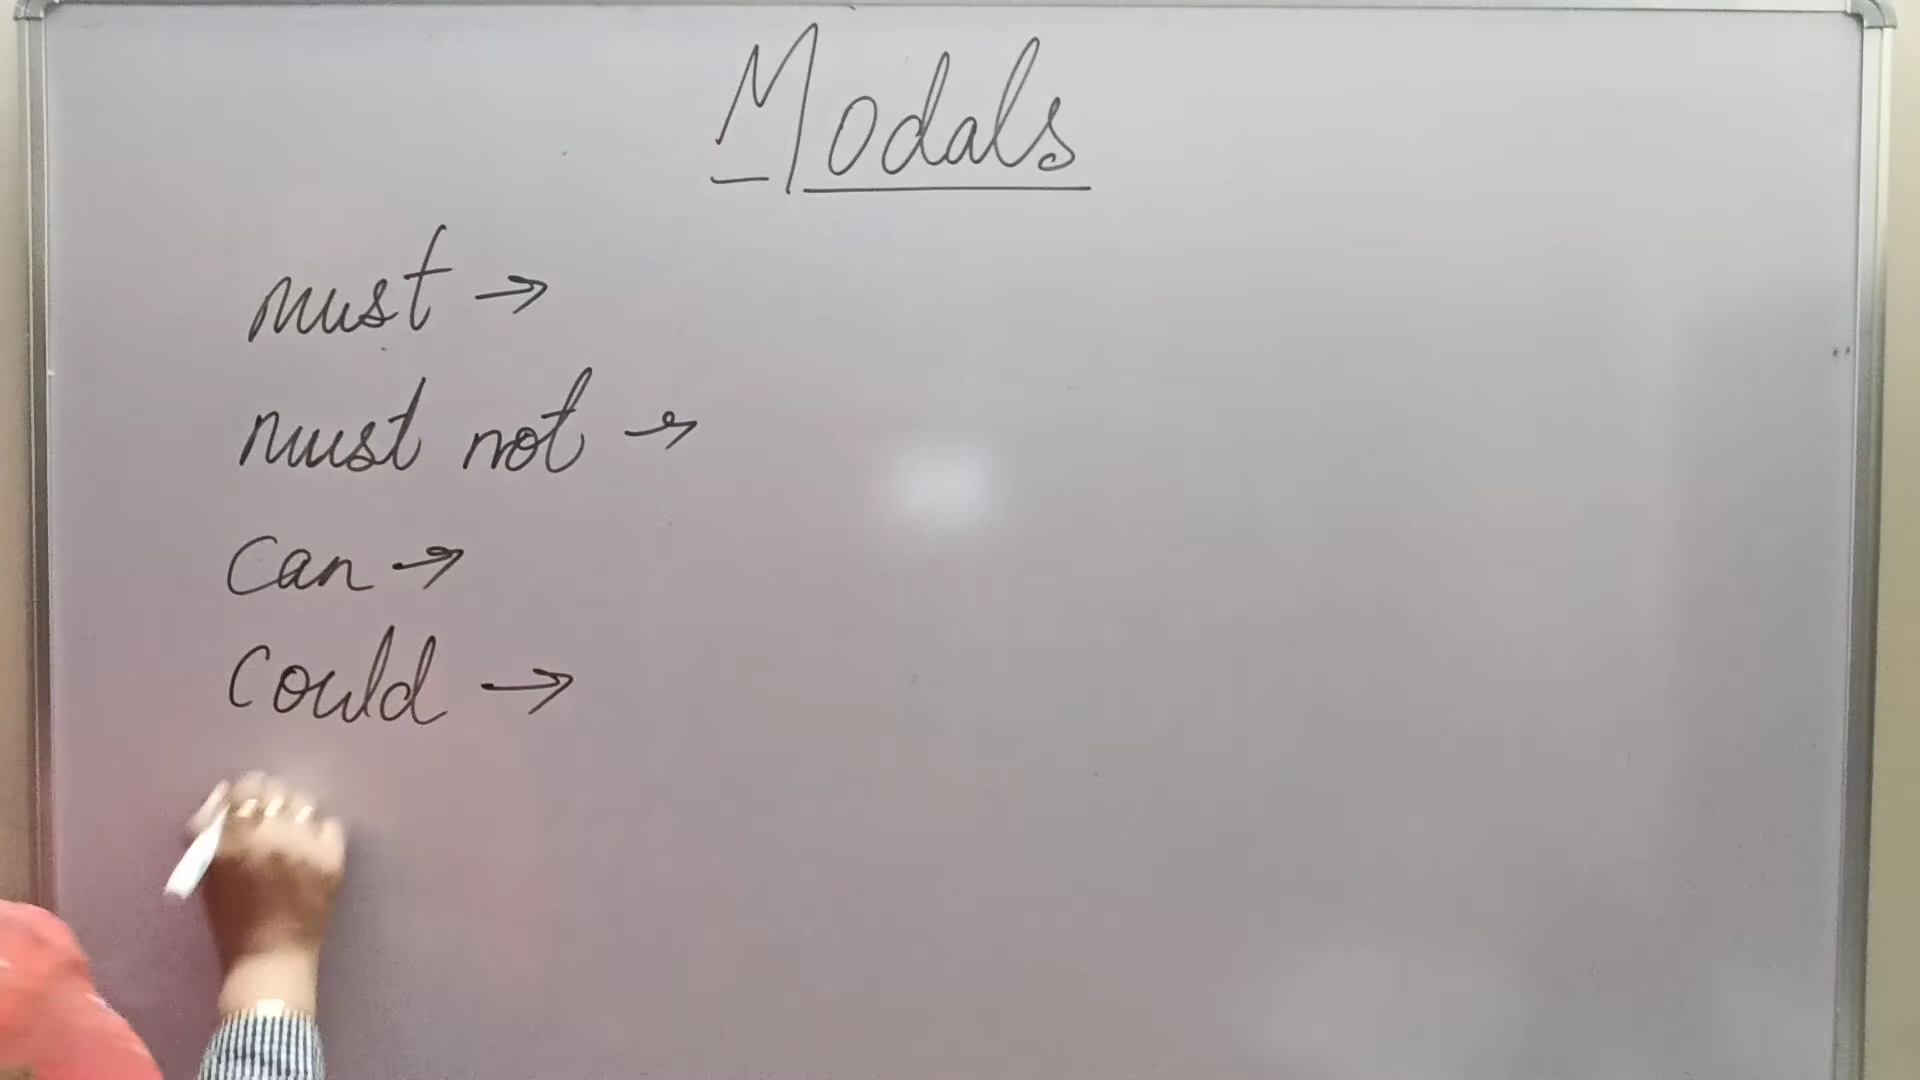 Modals
must →
must not →
can →
could →